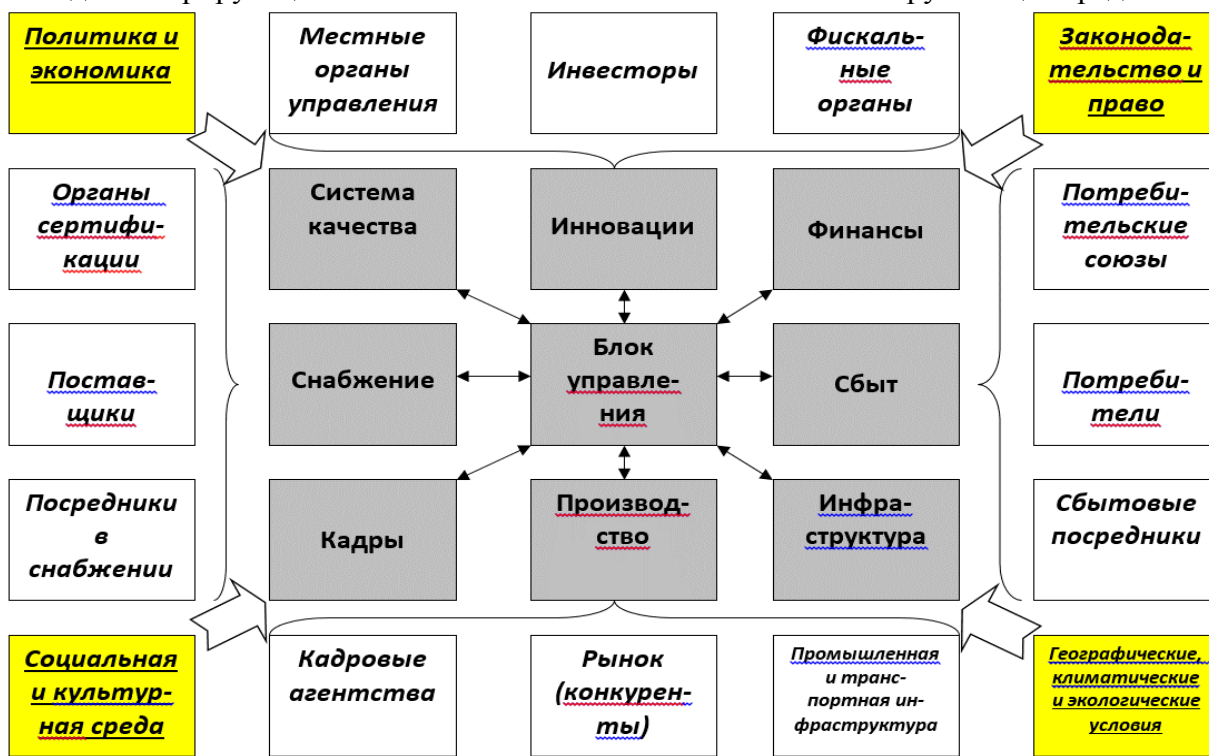 Политика и
экономика
Местные
органы
управления
Инвесторы
Фискаль-
ные
органы
Законода-
тельство и
право
Органы
сертифи-
кации
Система
качества
Инновации
Финансы
Потреби-
тельские
союзы
Постав-
щики
Снабжение
Блок
управле-
ния
Сбыт
Потреби-
тели
Посредники
в
снабжении
Кадры
Производ-
ство
Инфра-
структура
Сбытовые
посредники
Социальная
и культур-
ная среда
Кадровые
агентства
Рынок
(конкурен-
ты)
Промышленная
и транс-
портная ин-
фраструктура
Географические,
климатические
и экологические
условия